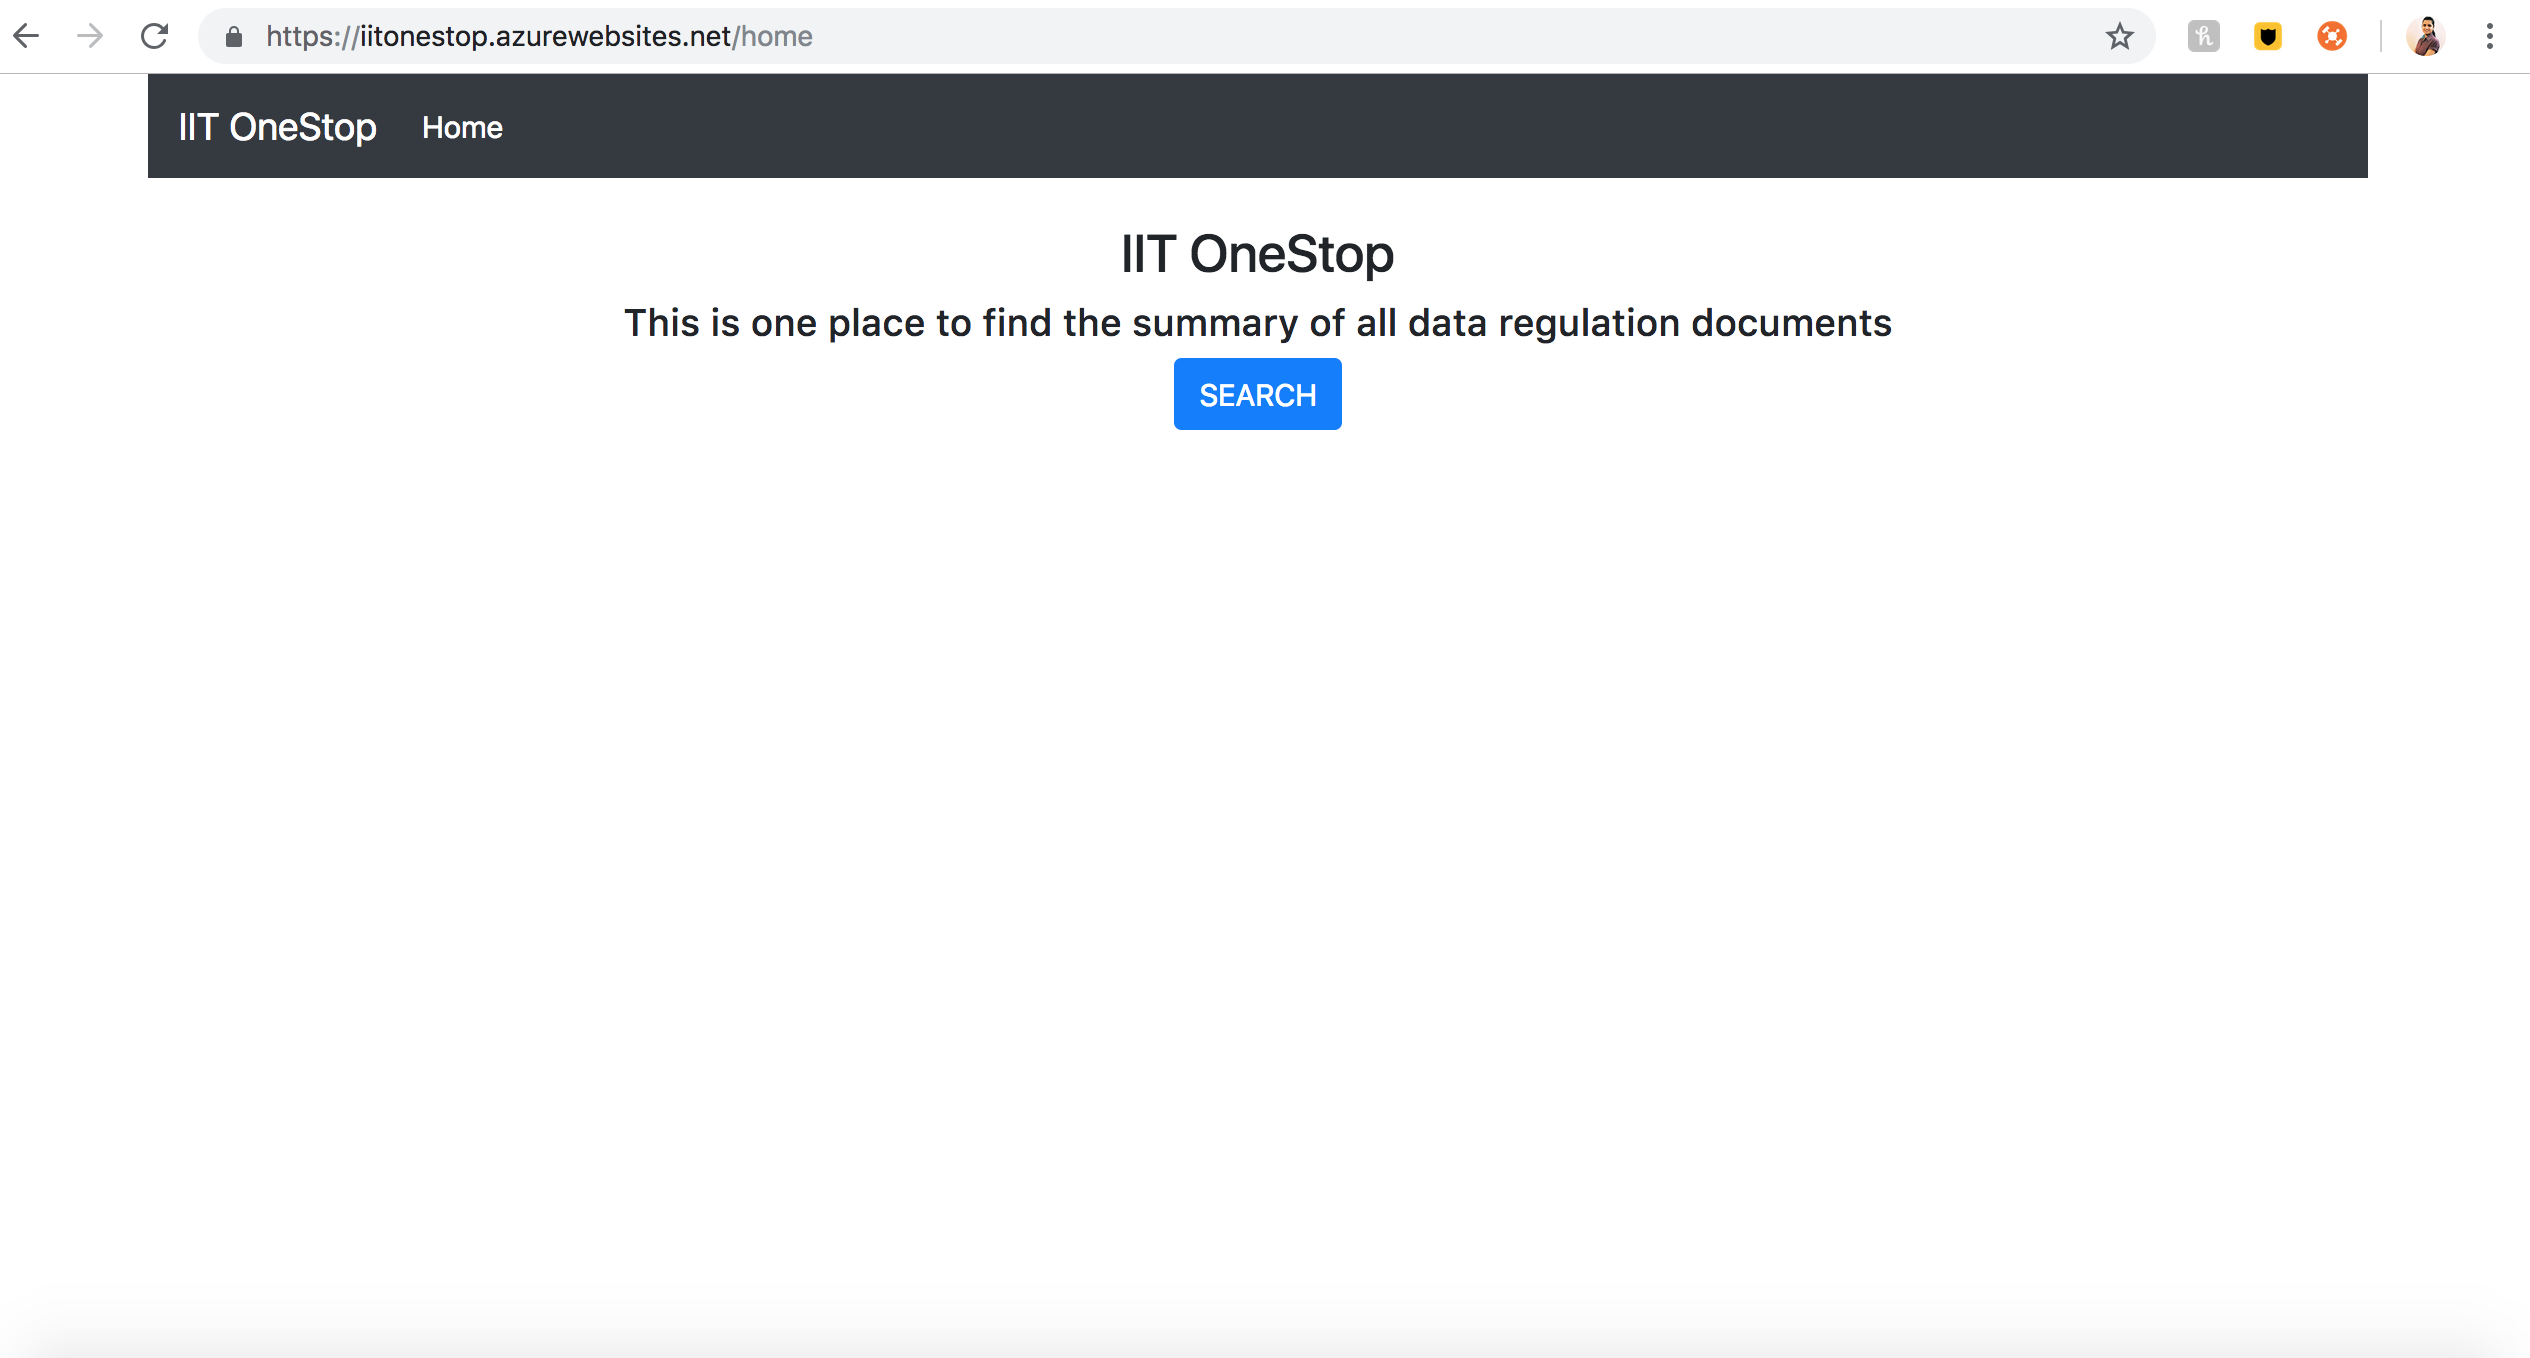 https://iitonestop.azurewebsites.net/home
IIT OneStop Home
IIT OneStop
This is one place to find the summary of all data regulation documents
SEARCH